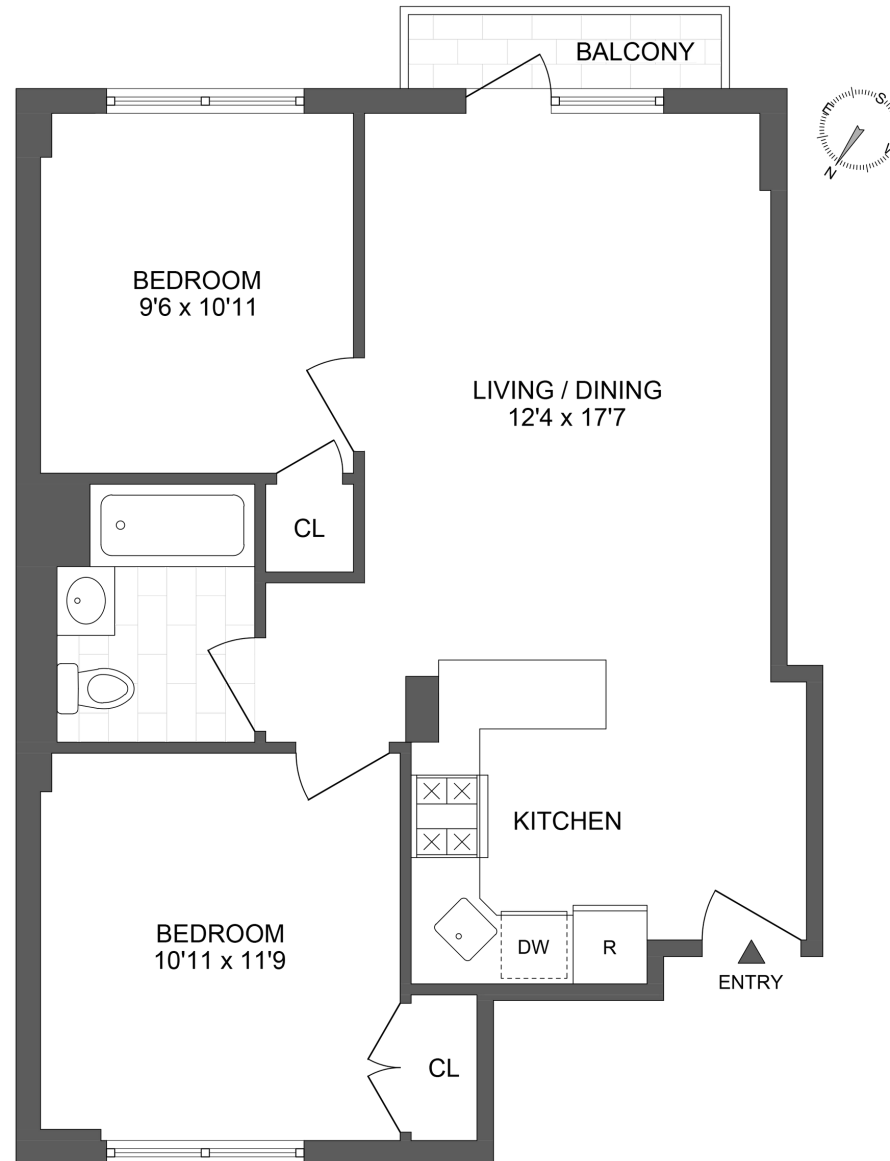 BALCONY
E
S
N
BEDROOM
9'6 x 10'11
LIVING / DINING
12'4 x 17'7
CL
KITCHEN
BEDROOM
10'11 x 11'9
DW
R
ENTRY
CL